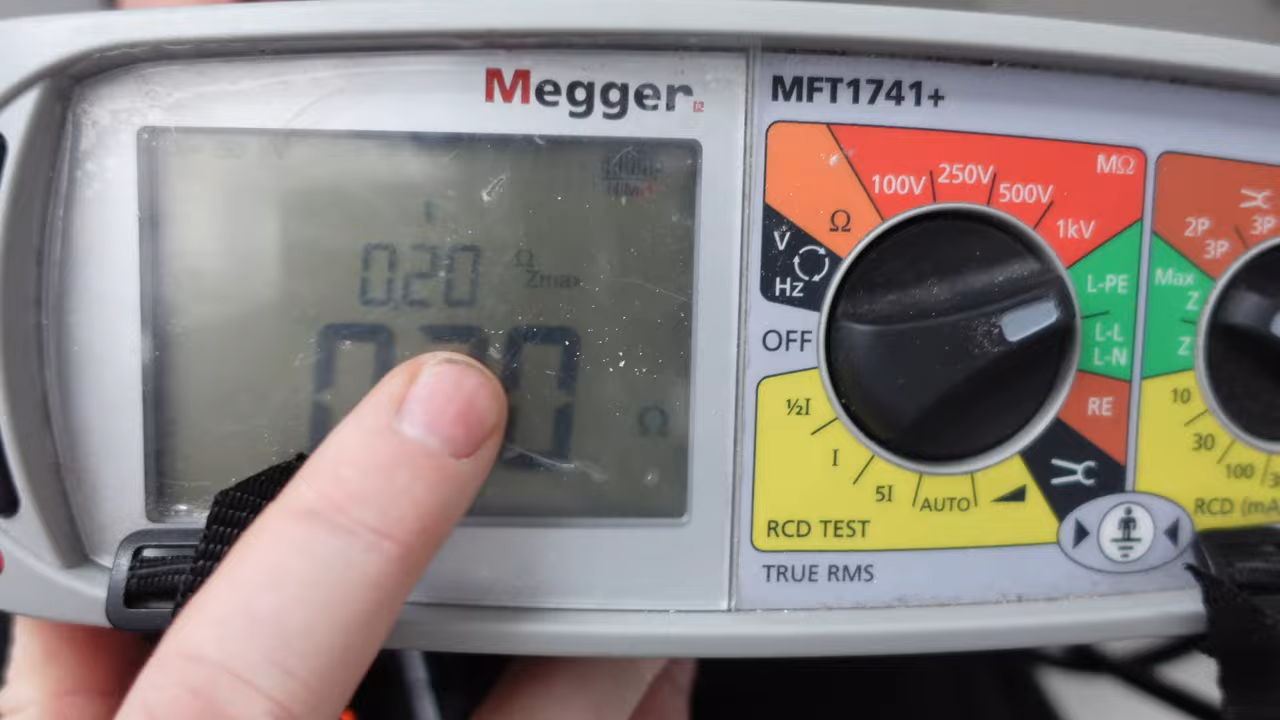 Megger
MFT1741+
0.20 Ω
Zmax
Ω
100V
250V
500V
1kV
MΩ
Ω
V
Hz
OFF
L-PE
L-L
L-N
RE
½I
I
5I
AUTO
RCD TEST
TRUE RMS
2P
3P
3P
Max
Z
Z
10
30
100
RCD (mA